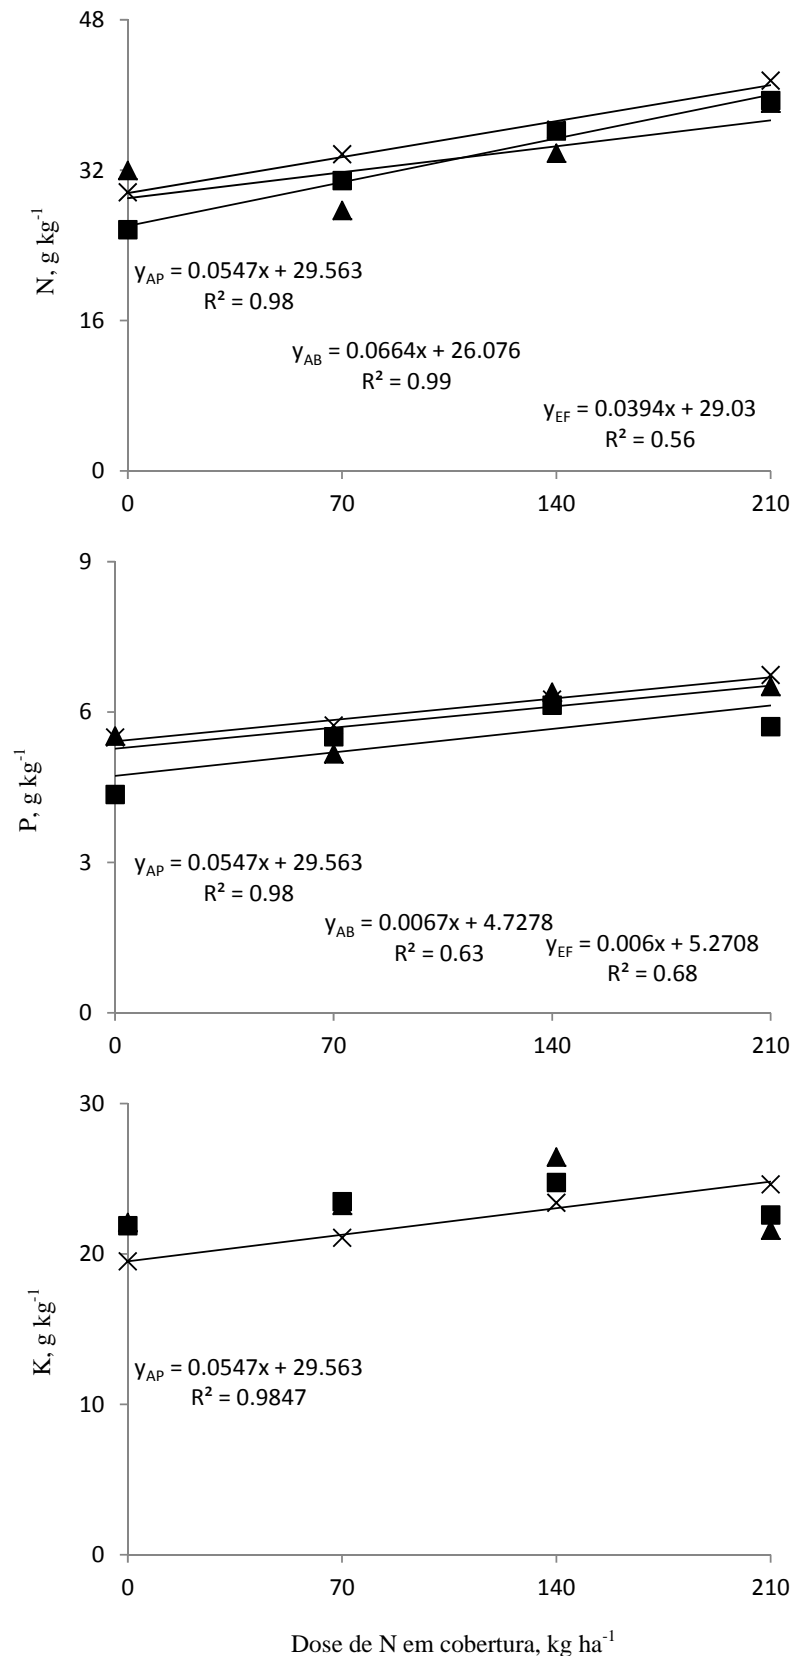 48
32
16
0
N, g kg⁻¹
y_AP = 0.0547x + 29.563
R² = 0.98
y_AB = 0.0664x + 26.076
R² = 0.99
y_EF = 0.0394x + 29.03
R² = 0.56
0 70 140 210
9
6
3
0
P, g kg⁻¹
y_AP = 0.0547x + 29.563
R² = 0.98
y_AB = 0.0067x + 4.7278
R² = 0.63
y_EF = 0.006x + 5.2708
R² = 0.68
0 70 140 210
30
20
10
0
K, g kg⁻¹
y_AP = 0.0547x + 29.563
R² = 0.9847
0 70 140 210
Dose de N em cobertura, kg ha⁻¹